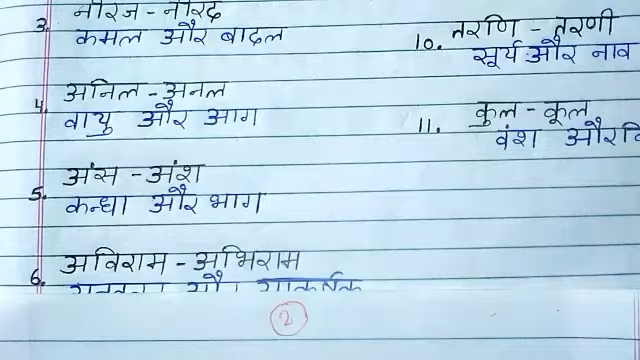 3. नीरज - नीरद
कमल और बादल
4. अनिल - अनल
वायु और आग
5. अंस - अंश
कन्धा और भाग
6. अविराम - अभिराम
10. तरणि - तरणी
सूर्य और नाव
11. कुल - कूल
वंश और
2